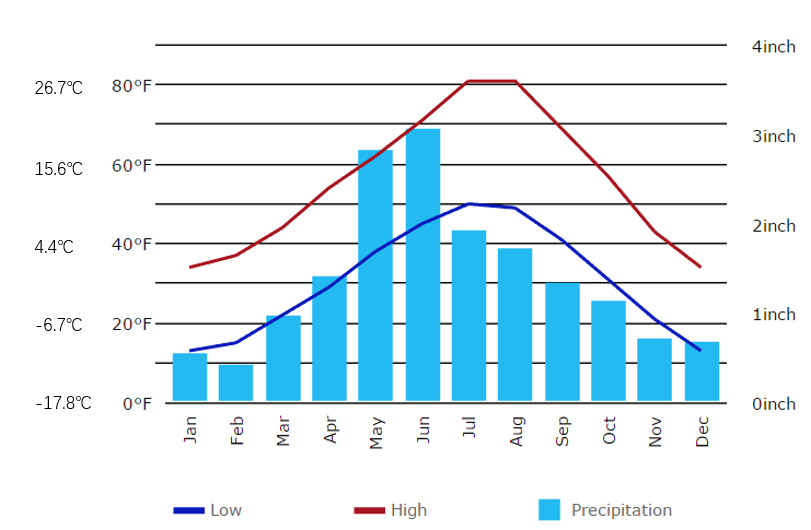 4inch
26.7℃ 80°F
3inch
15.6℃ 60°F
2inch
4.4℃ 40°F
1inch
-6.7℃ 20°F
-17.8℃ 0°F 0inch
Jan Feb Mar Apr May Jun Jul Aug Sep Oct Nov Dec
Low High Precipitation